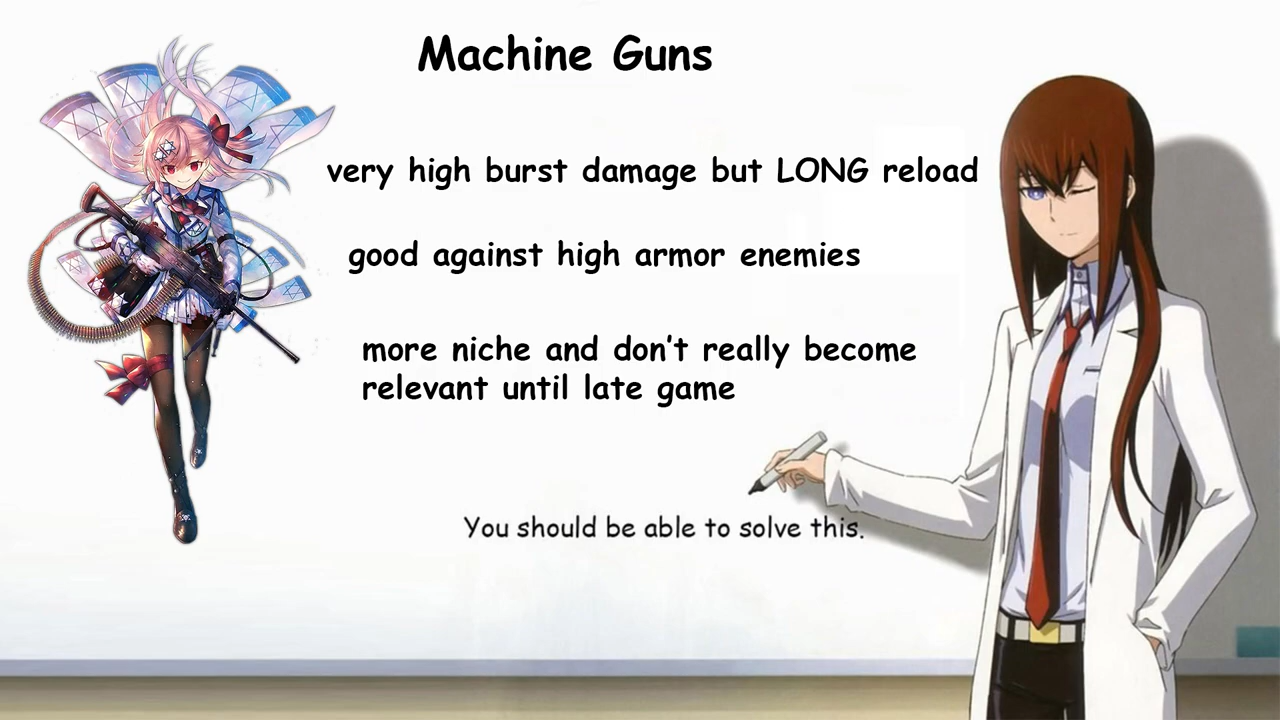 Machine Guns
very high burst damage but LONG reload
good against high armor enemies
more niche and don't really become
relevant until late game
You should be able to solve this.